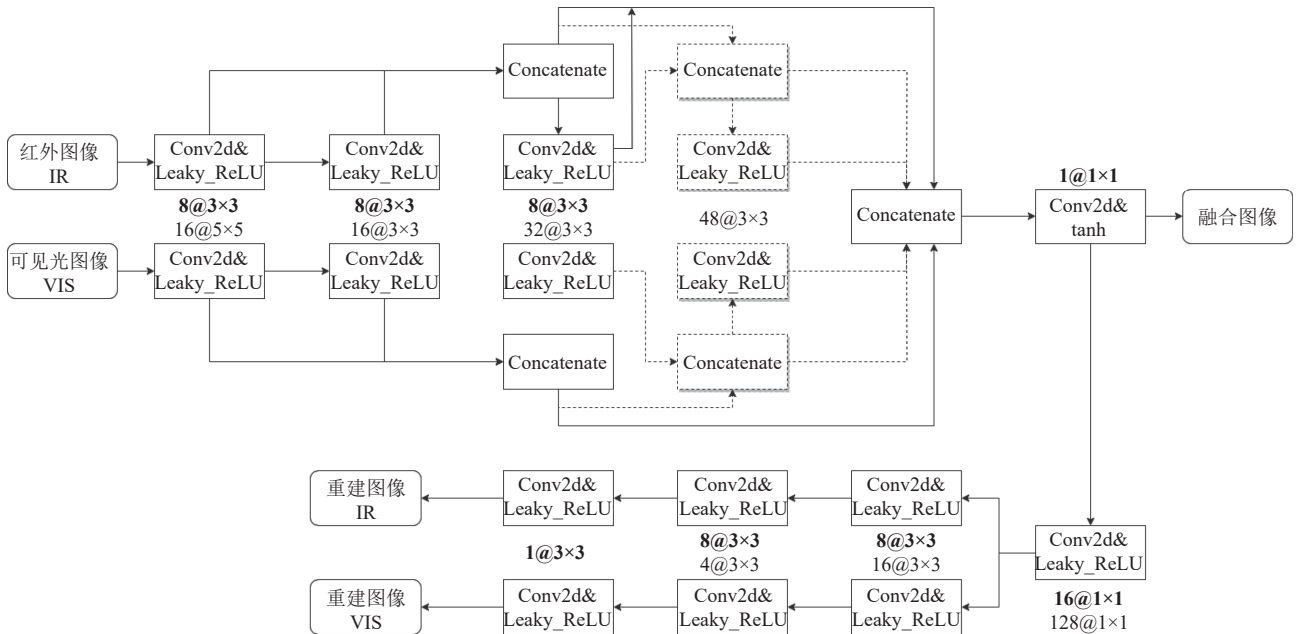 Concatenate
Concatenate
红外图像
IR
Conv2d&
Leaky_ReLU
Conv2d&
Leaky_ReLU
Conv2d&
Leaky_ReLU
Conv2d&
Leaky_ReLU
8@3×3
16@5×5
8@3×3
16@3×3
8@3×3
32@3×3
48@3×3
Concatenate
1@1×1
Conv2d&
tanh
融合图像
可见光图像
VIS
Conv2d&
Leaky_ReLU
Conv2d&
Leaky_ReLU
Conv2d&
Leaky_ReLU
Conv2d&
Leaky_ReLU
Concatenate
Concatenate
重建图像
IR
Conv2d&
Leaky_ReLU
Conv2d&
Leaky_ReLU
Conv2d&
Leaky_ReLU
1@3×3
8@3×3
4@3×3
8@3×3
16@3×3
Conv2d&
Leaky_ReLU
16@1×1
128@1×1
重建图像
VIS
Conv2d&
Leaky_ReLU
Conv2d&
Leaky_ReLU
Conv2d&
Leaky_ReLU